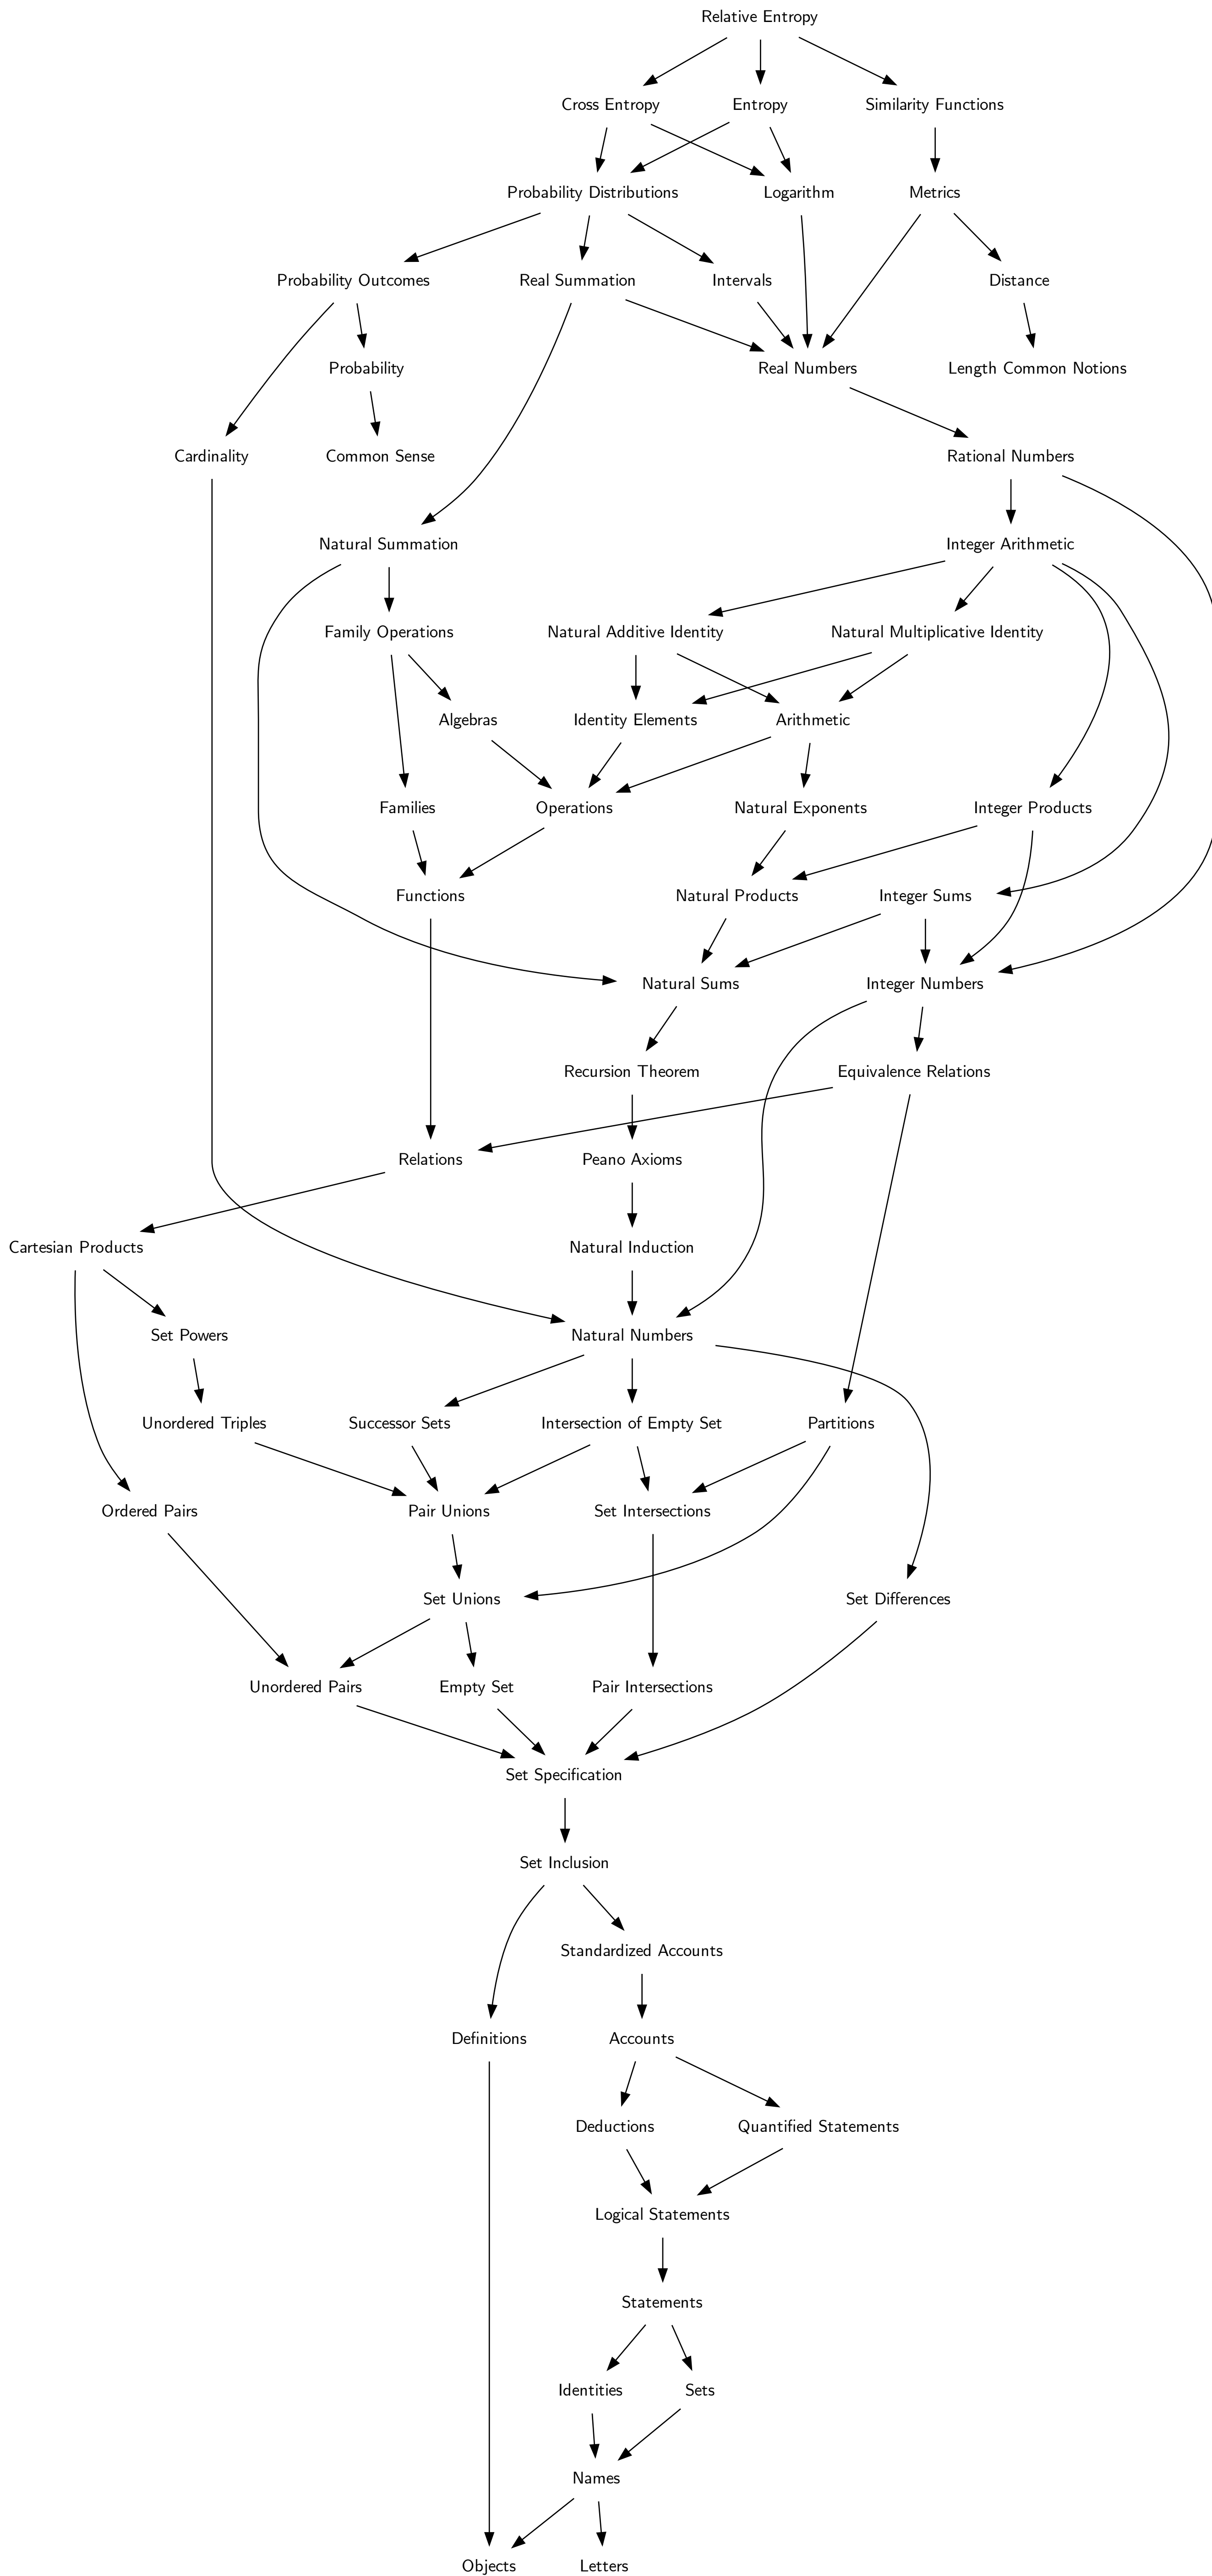 Relative Entropy
Cross Entropy
Entropy
Similarity Functions
Probability Distributions
Logarithm
Metrics
Probability Outcomes
Real Summation
Intervals
Distance
Probability
Real Numbers
Length Common Notions
Cardinality
Common Sense
Rational Numbers
Natural Summation
Integer Arithmetic
Family Operations
Natural Additive Identity
Natural Multiplicative Identity
Algebras
Identity Elements
Arithmetic
Families
Operations
Natural Exponents
Integer Products
Functions
Natural Products
Integer Sums
Natural Sums
Integer Numbers
Recursion Theorem
Equivalence Relations
Relations
Peano Axioms
Cartesian Products
Natural Induction
Set Powers
Natural Numbers
Unordered Triples
Successor Sets
Intersection of Empty Set
Partitions
Ordered Pairs
Pair Unions
Set Intersections
Set Unions
Set Differences
Unordered Pairs
Empty Set
Pair Intersections
Set Specification
Set Inclusion
Standardized Accounts
Definitions
Accounts
Deductions
Quantified Statements
Logical Statements
Statements
Identities
Sets
Names
Objects
Letters